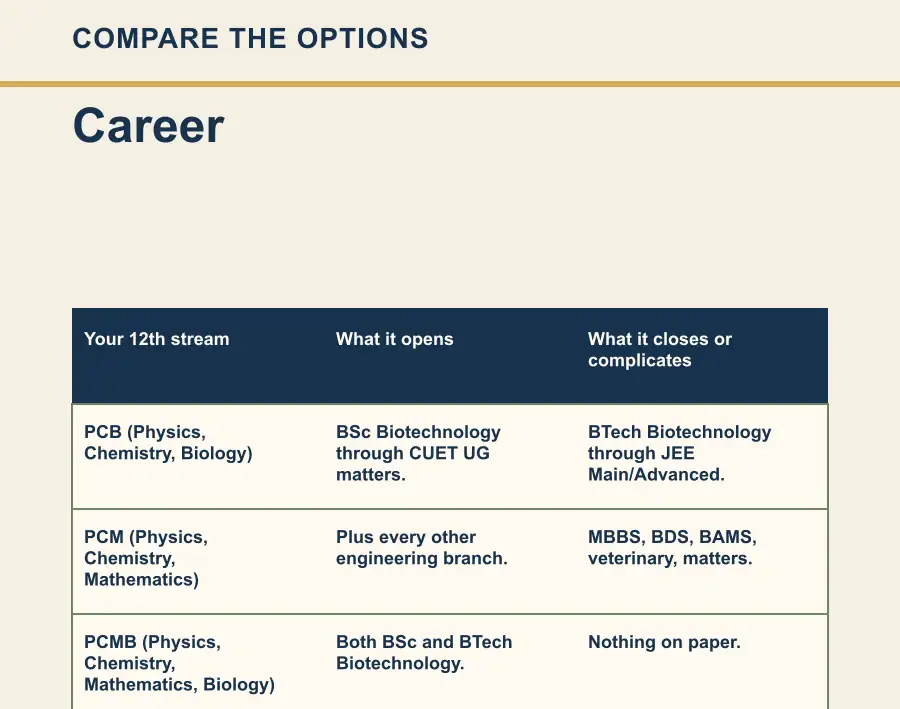 COMPARE THE OPTIONS
Career
Your 12th stream
What it opens
What it closes or
complicates
PCB (Physics,
Chemistry, Biology)
BSc Biotechnology
through CUET UG
matters.
BTech Biotechnology
through JEE
Main/Advanced.
PCM (Physics,
Chemistry,
Mathematics)
Plus every other
engineering branch.
MBBS, BDS, BAMS,
veterinary, matters.
PCMB (Physics,
Chemistry,
Mathematics, Biology)
Both BSc and BTech
Biotechnology.
Nothing on paper.